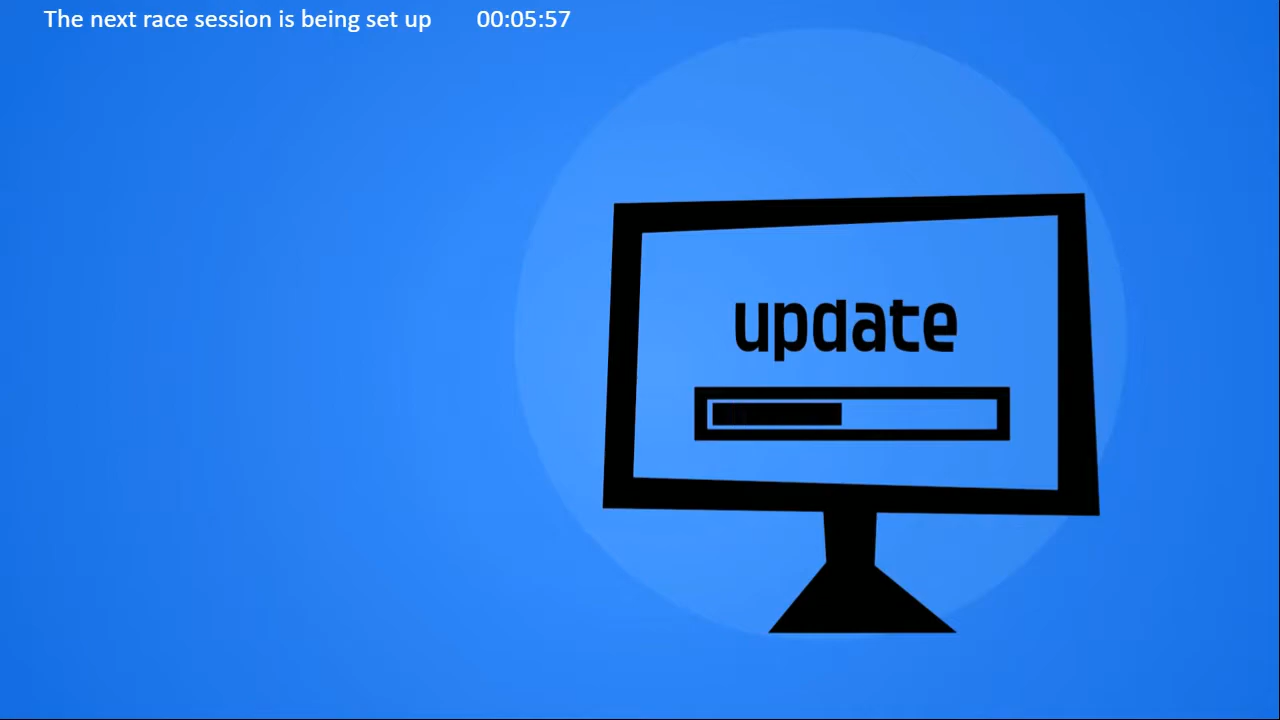 The next race session is being set up 00:05:57
update